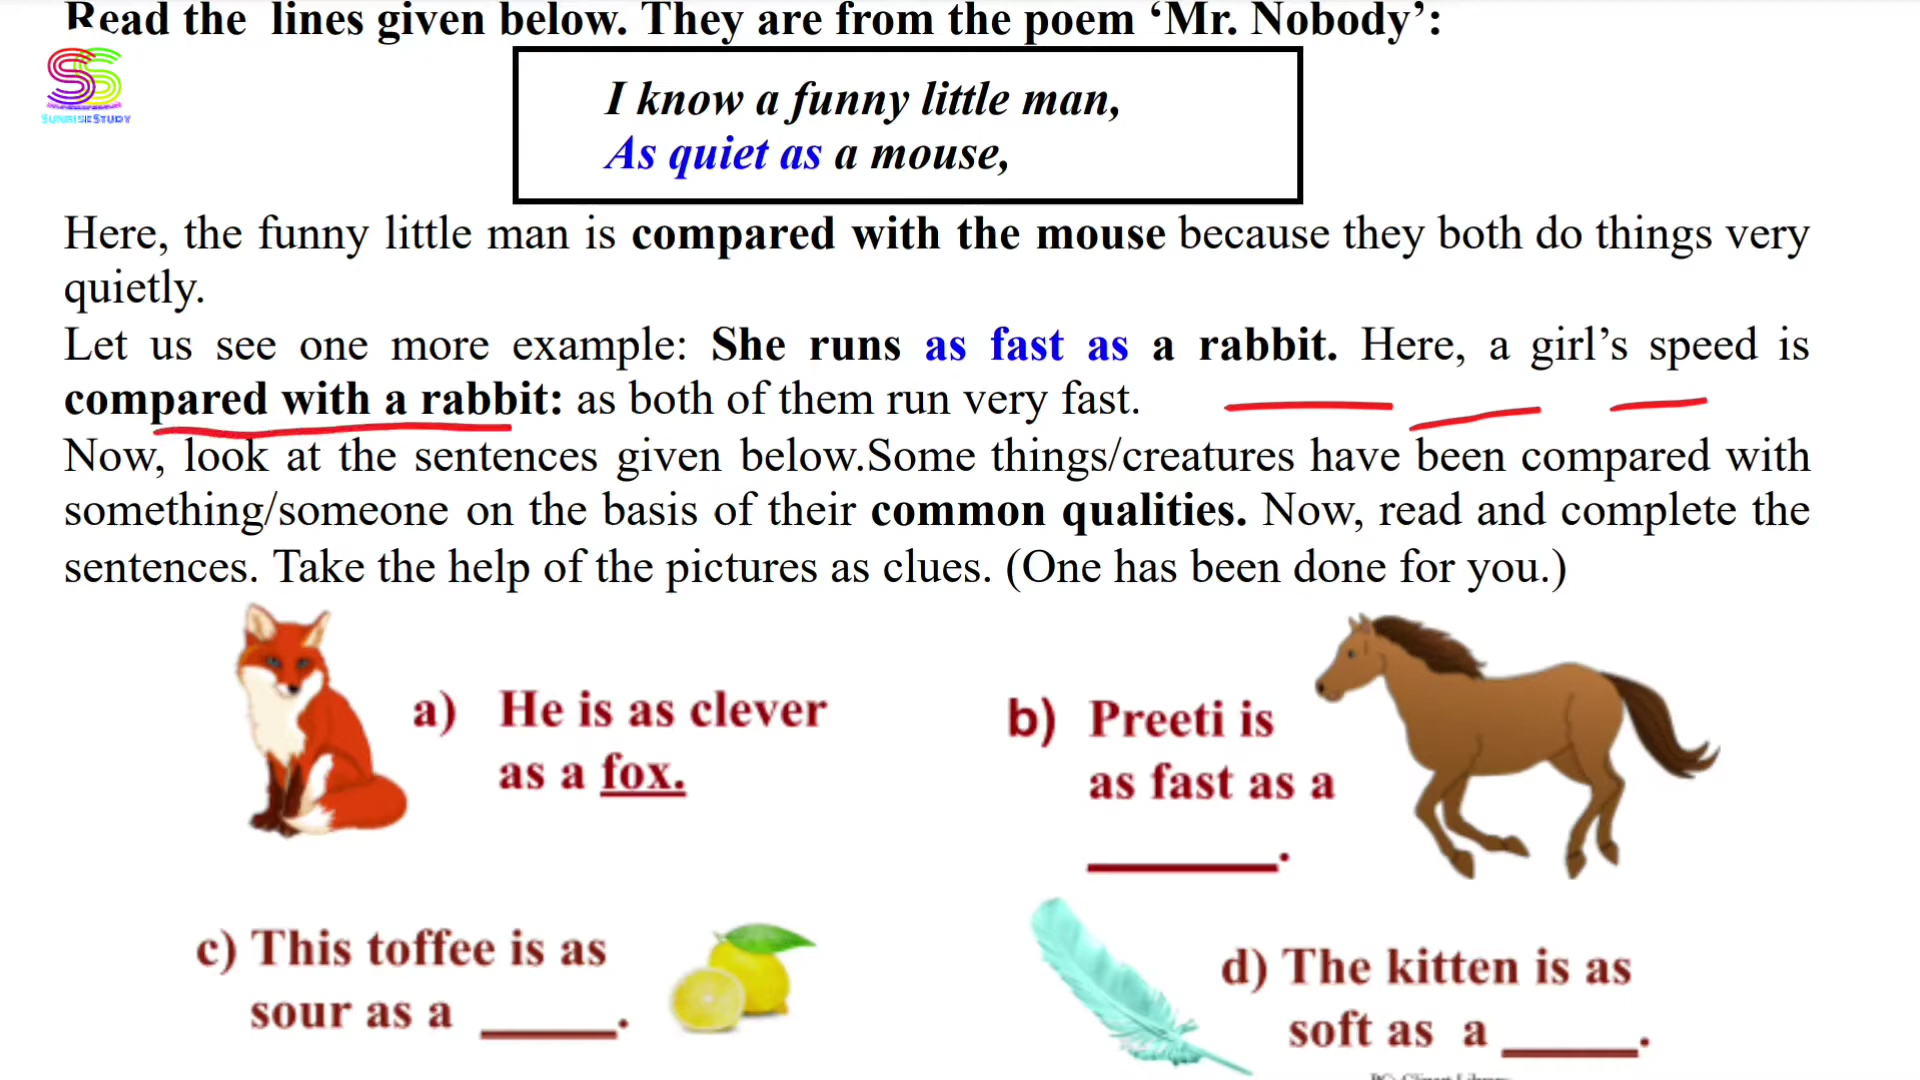 Read the lines given below. They are from the poem ‘Mr. Nobody’:
SS
SUNRISE STUDY
I know a funny little man,
As quiet as a mouse,
Here, the funny little man is compared with the mouse because they both do things very
quietly.
Let us see one more example: She runs as fast as a rabbit. Here, a girl’s speed is
compared with a rabbit: as both of them run very fast.
Now, look at the sentences given below.Some things/creatures have been compared with
something/someone on the basis of their common qualities. Now, read and complete the
sentences. Take the help of the pictures as clues. (One has been done for you.)
a) He is as clever
as a fox.
b) Preeti is
as fast as a
_______.
c) This toffee is as
sour as a _____.
d) The kitten is as
soft as a _____.